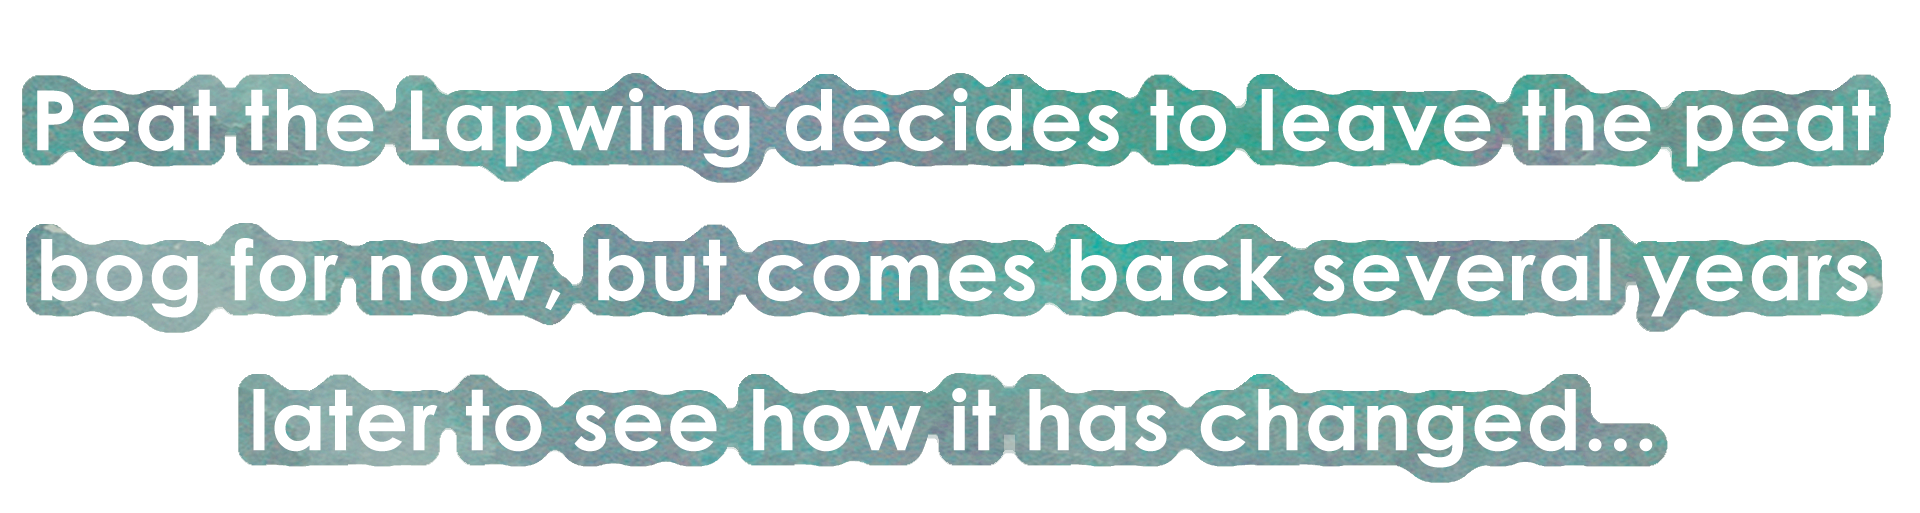 Peat the Lapwing decides to leave the peat
bog for now, but comes back several years
later to see how it has changed...